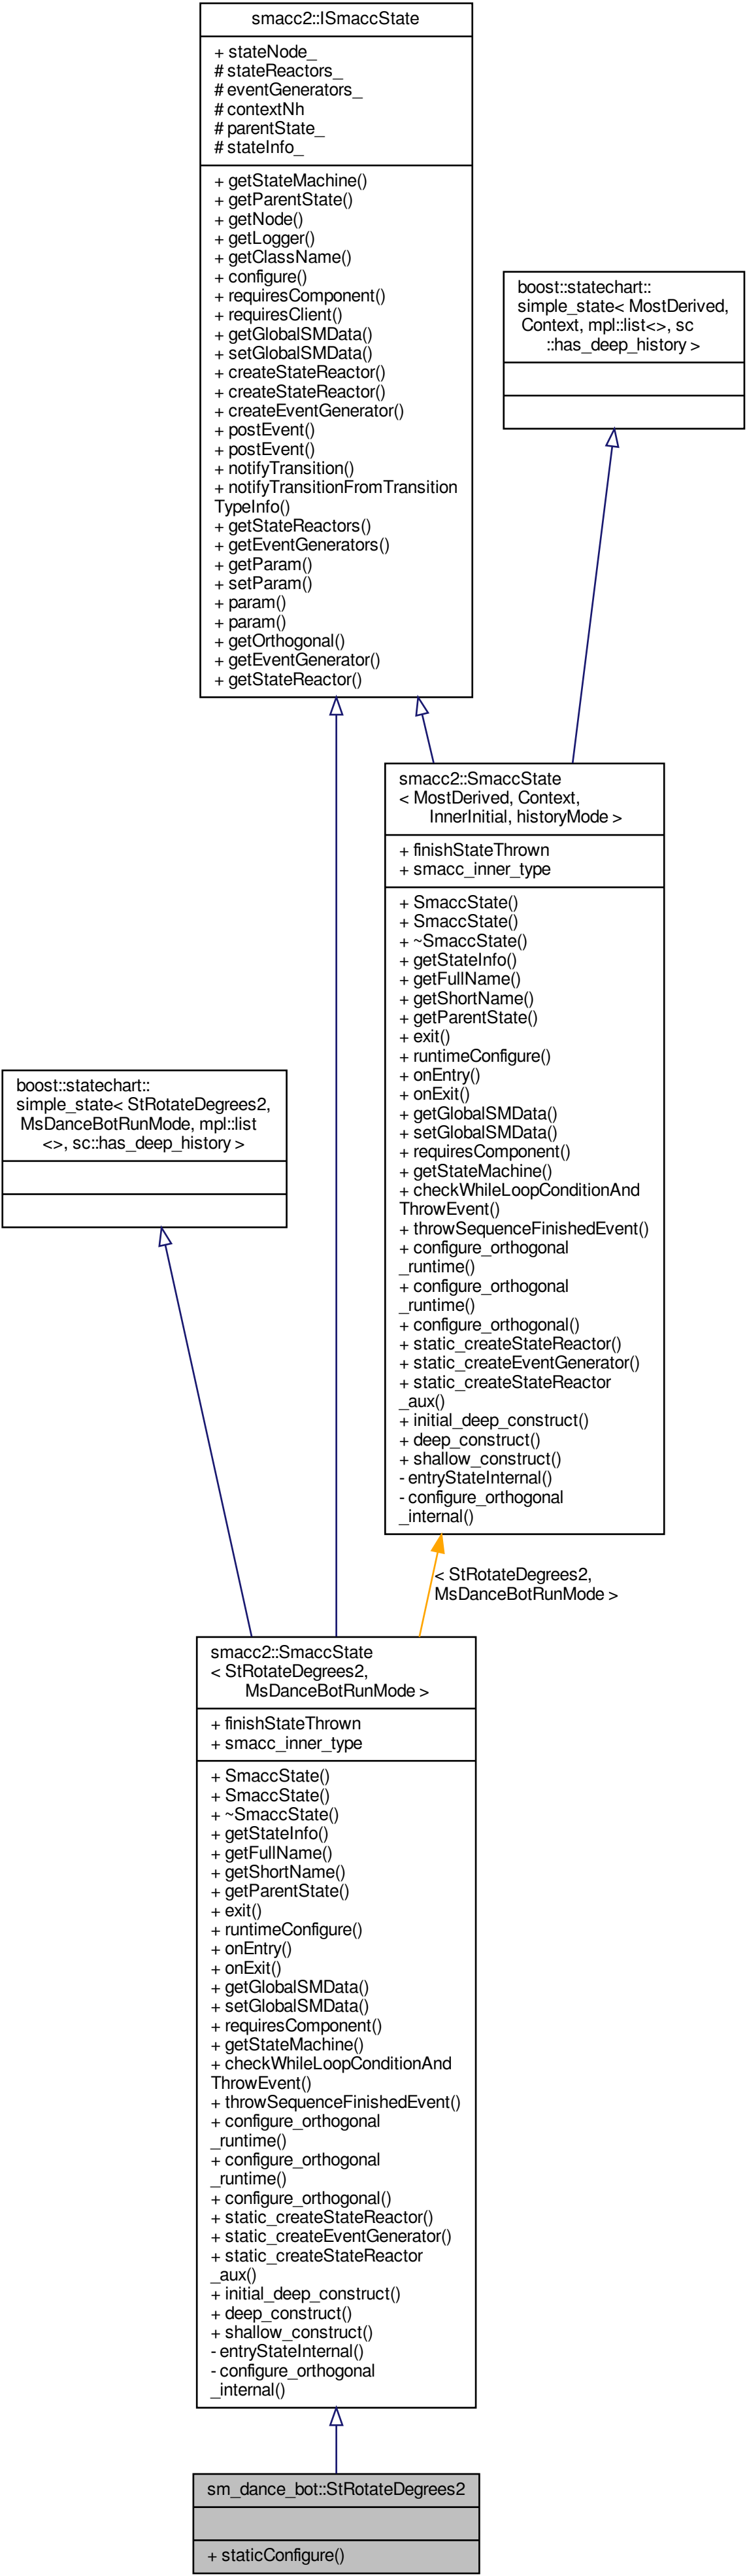 smacc2::ISmaccState
+ stateNode_
# stateReactors_
# eventGenerators_
# contextNh
# parentState_
# stateInfo_
+ getStateMachine()
+ getParentState()
+ getNode()
+ getLogger()
+ getClassName()
+ configure()
+ requiresComponent()
+ requiresClient()
+ getGlobalSMData()
+ setGlobalSMData()
+ createStateReactor()
+ createStateReactor()
+ createEventGenerator()
+ postEvent()
+ postEvent()
+ notifyTransition()
+ notifyTransitionFromTransition
TypeInfo()
+ getStateReactors()
+ getEventGenerators()
+ getParam()
+ setParam()
+ param()
+ param()
+ getOrthogonal()
+ getEventGenerator()
+ getStateReactor()
boost::statechart::
simple_state< MostDerived,
Context, mpl::list<>, sc
::has_deep_history >
smacc2::SmaccState
< MostDerived, Context,
InnerInitial, historyMode >
+ finishStateThrown
+ smacc_inner_type
+ SmaccState()
+ SmaccState()
+ ~SmaccState()
+ getStateInfo()
+ getFullName()
+ getShortName()
+ getParentState()
+ exit()
+ runtimeConfigure()
+ onEntry()
+ onExit()
+ getGlobalSMData()
+ setGlobalSMData()
+ requiresComponent()
+ getStateMachine()
+ checkWhileLoopConditionAnd
ThrowEvent()
+ throwSequenceFinishedEvent()
+ configure_orthogonal
_runtime()
+ configure_orthogonal
_runtime()
+ configure_orthogonal()
+ static_createStateReactor()
+ static_createEventGenerator()
+ static_createStateReactor
_aux()
+ initial_deep_construct()
+ deep_construct()
+ shallow_construct()
- entryStateInternal()
- configure_orthogonal
_internal()
boost::statechart::
simple_state< StRotateDegrees2,
MsDanceBotRunMode, mpl::list
<>, sc::has_deep_history >
< StRotateDegrees2,
MsDanceBotRunMode >
smacc2::SmaccState
< StRotateDegrees2,
MsDanceBotRunMode >
+ finishStateThrown
+ smacc_inner_type
+ SmaccState()
+ SmaccState()
+ ~SmaccState()
+ getStateInfo()
+ getFullName()
+ getShortName()
+ getParentState()
+ exit()
+ runtimeConfigure()
+ onEntry()
+ onExit()
+ getGlobalSMData()
+ setGlobalSMData()
+ requiresComponent()
+ getStateMachine()
+ checkWhileLoopConditionAnd
ThrowEvent()
+ throwSequenceFinishedEvent()
+ configure_orthogonal
_runtime()
+ configure_orthogonal
_runtime()
+ configure_orthogonal()
+ static_createStateReactor()
+ static_createEventGenerator()
+ static_createStateReactor
_aux()
+ initial_deep_construct()
+ deep_construct()
+ shallow_construct()
- entryStateInternal()
- configure_orthogonal
_internal()
sm_dance_bot::StRotateDegrees2
+ staticConfigure()